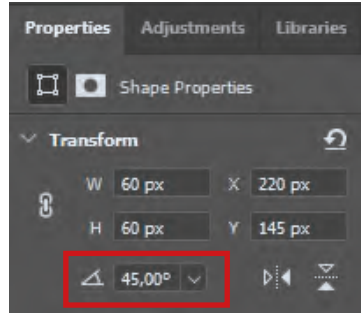 Properties Adjustments Libraries
Shape Properties
Transform
W 60 px X 220 px
H 60 px Y 145 px
45,00°